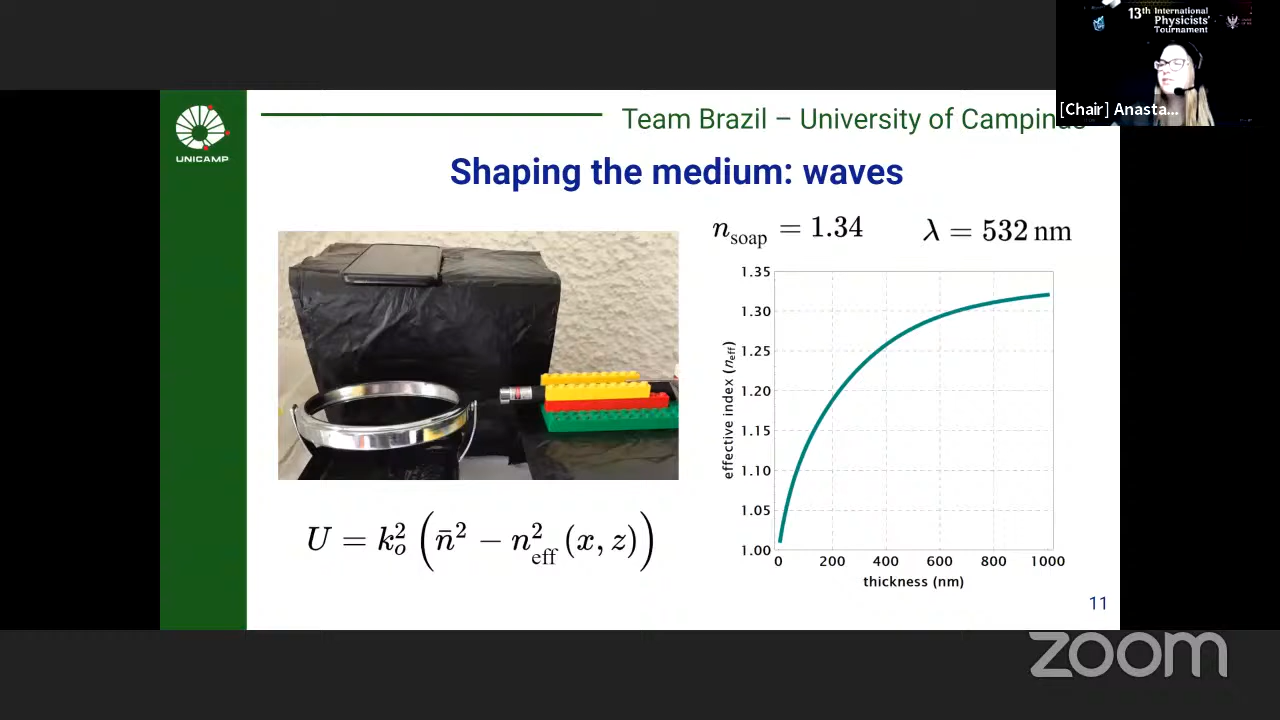 13th International
Physicists'
Tournament
[Chair] Anasta...
UNICAMP
Team Brazil – University of Campinas
Shaping the medium: waves
n_soap = 1.34
λ = 532 nm
1.35
1.30
1.25
1.20
1.15
1.10
1.05
1.00
effective index (n_eff)
0 200 400 600 800 1000
thickness (nm)
U = k_o^2 ( n̄^2 − n_eff^2 (x, z) )
11
zoom